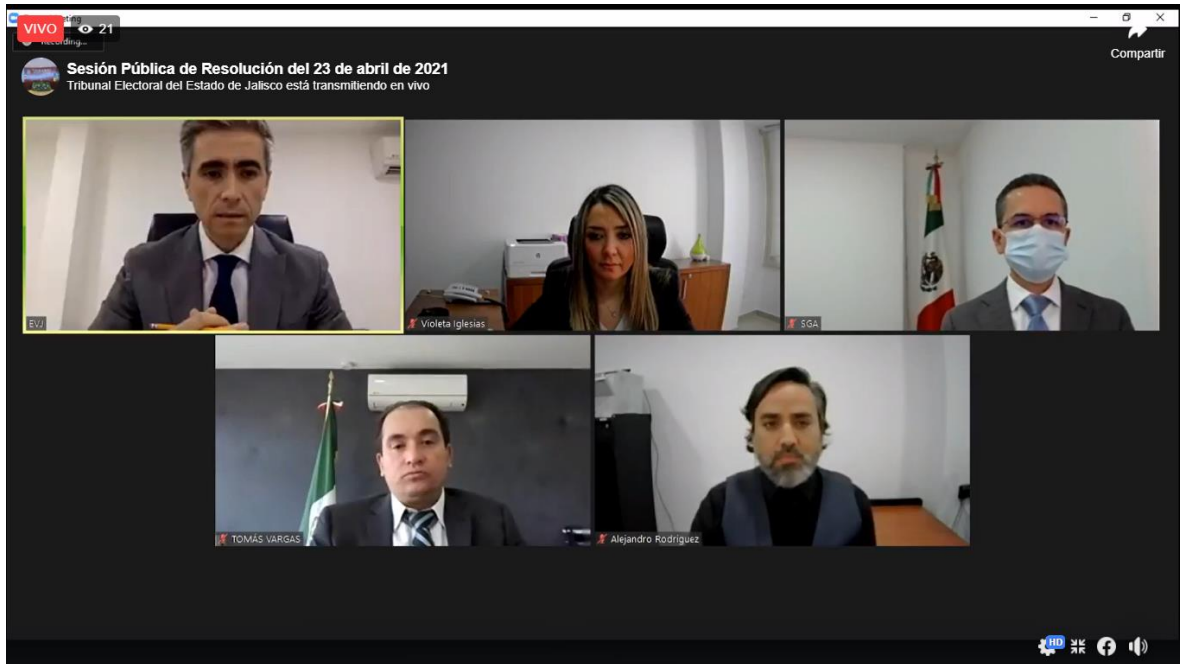 VIVO 21
Recording...
Compartir
Sesión Pública de Resolución del 23 de abril de 2021
Tribunal Electoral del Estado de Jalisco está transmitiendo en vivo
EVJ
Violeta Iglesias
SGA
TOMÁS VARGAS
Alejandro Rodriguez
HD